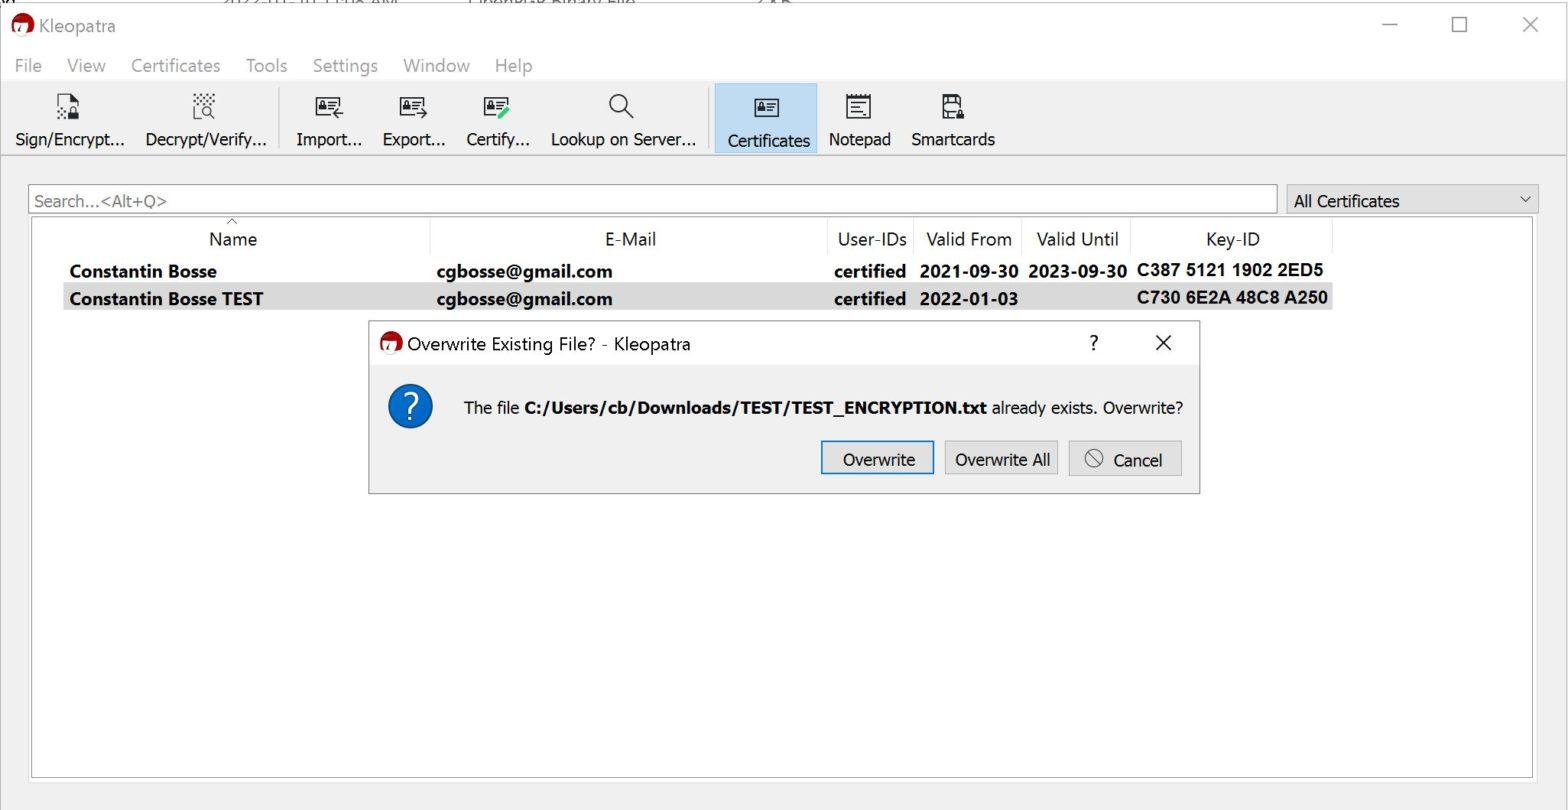 Kleopatra
File View Certificates Tools Settings Window Help
Sign/Encrypt... Decrypt/Verify... Import... Export... Certify... Lookup on Server... Certificates Notepad Smartcards
Search...<Alt+Q> All Certificates
Name E-Mail User-IDs Valid From Valid Until Key-ID
Constantin Bosse cgbosse@gmail.com certified 2021-09-30 2023-09-30 C387 5121 1902 2ED5
Constantin Bosse TEST cgbosse@gmail.com certified 2022-01-03 C730 6E2A 48C8 A250
Overwrite Existing File? - Kleopatra ?
The file C:/Users/cb/Downloads/TEST/TEST_ENCRYPTION.txt already exists. Overwrite?
Overwrite Overwrite All Cancel